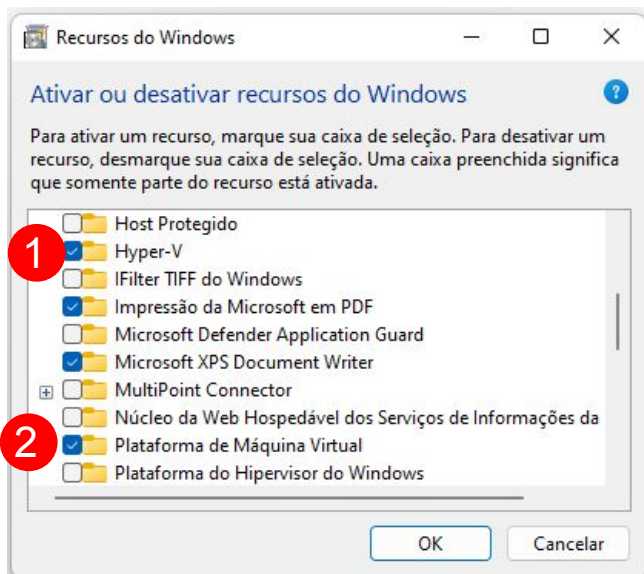 Recursos do Windows
Ativar ou desativar recursos do Windows
?
Para ativar um recurso, marque sua caixa de seleção. Para desativar um
recurso, desmarque sua caixa de seleção. Uma caixa preenchida significa
que somente parte do recurso está ativada.
Host Protegido
1
Hyper-V
IFilter TIFF do Windows
Impressão da Microsoft em PDF
Microsoft Defender Application Guard
Microsoft XPS Document Writer
MultiPoint Connector
Núcleo da Web Hospedável dos Serviços de Informações da
2
Plataforma de Máquina Virtual
Plataforma do Hipervisor do Windows
OK
Cancelar